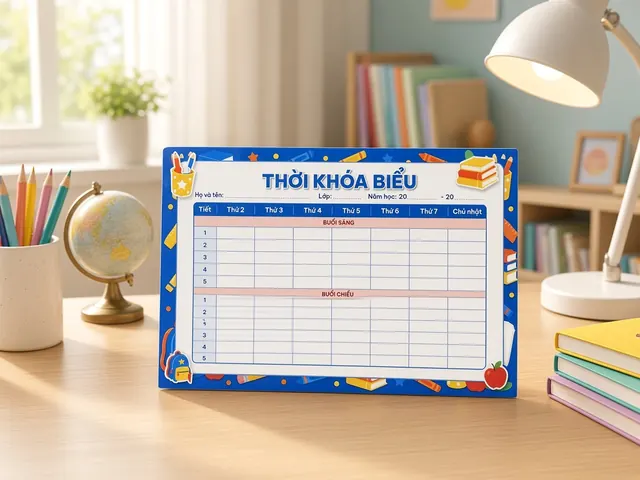 THỜI KHÓA BIỂU
Họ và tên: Lớp: Năm học: 20 - 20
Tiết Thứ 2 Thứ 3 Thứ 4 Thứ 5 Thứ 6 Thứ 7 Chủ nhật
BUỔI SÁNG
1
2
3
4
5
BUỔI CHIỀU
1
2
3
4
5